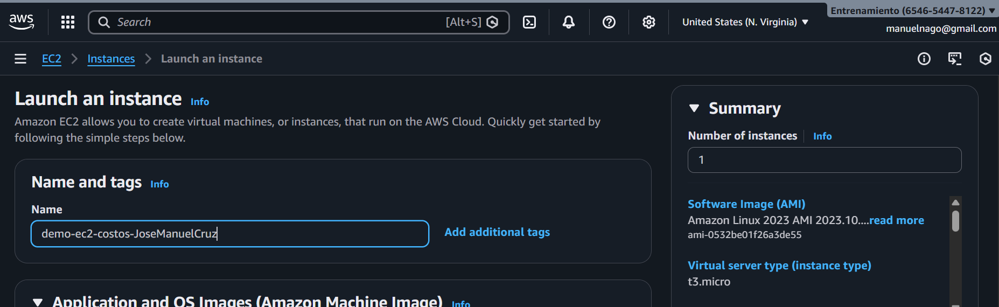 Entrenamiento (6546-5447-8122)
aws
Search
[Alt+S]
United States (N. Virginia)
manuelnago@gmail.com
EC2
Instances
Launch an instance
Launch an instance Info
Amazon EC2 allows you to create virtual machines, or instances, that run on the AWS Cloud. Quickly get started by
following the simple steps below.
Name and tags Info
Name
demo-ec2-costos-JoseManuelCruz
Add additional tags
Application and OS Images (Amazon Machine Image) Info
Summary
Number of instances Info
1
Software Image (AMI)
Amazon Linux 2023 AMI 2023.10....read more
ami-0532be01f26a3de55
Virtual server type (instance type)
t3.micro